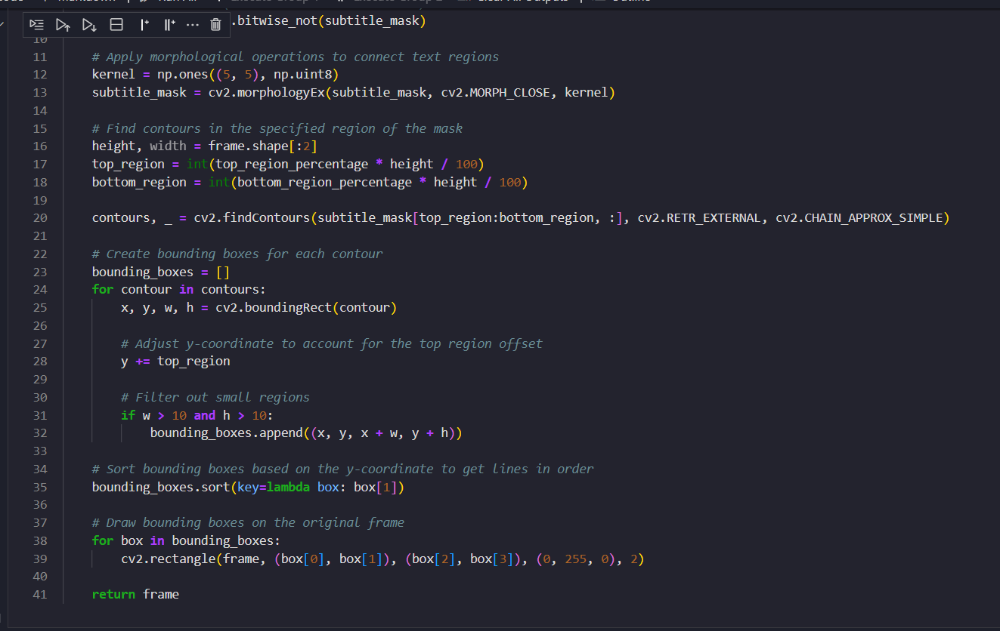 .bitwise_not(subtitle_mask)
10
11 # Apply morphological operations to connect text regions
12 kernel = np.ones((5, 5), np.uint8)
13 subtitle_mask = cv2.morphologyEx(subtitle_mask, cv2.MORPH_CLOSE, kernel)
14
15 # Find contours in the specified region of the mask
16 height, width = frame.shape[:2]
17 top_region = int(top_region_percentage * height / 100)
18 bottom_region = int(bottom_region_percentage * height / 100)
19
20 contours, _ = cv2.findContours(subtitle_mask[top_region:bottom_region, :], cv2.RETR_EXTERNAL, cv2.CHAIN_APPROX_SIMPLE)
21
22 # Create bounding boxes for each contour
23 bounding_boxes = []
24 for contour in contours:
25 x, y, w, h = cv2.boundingRect(contour)
26
27 # Adjust y-coordinate to account for the top region offset
28 y += top_region
29
30 # Filter out small regions
31 if w > 10 and h > 10:
32 bounding_boxes.append((x, y, x + w, y + h))
33
34 # Sort bounding boxes based on the y-coordinate to get lines in order
35 bounding_boxes.sort(key=lambda box: box[1])
36
37 # Draw bounding boxes on the original frame
38 for box in bounding_boxes:
39 cv2.rectangle(frame, (box[0], box[1]), (box[2], box[3]), (0, 255, 0), 2)
40
41 return frame